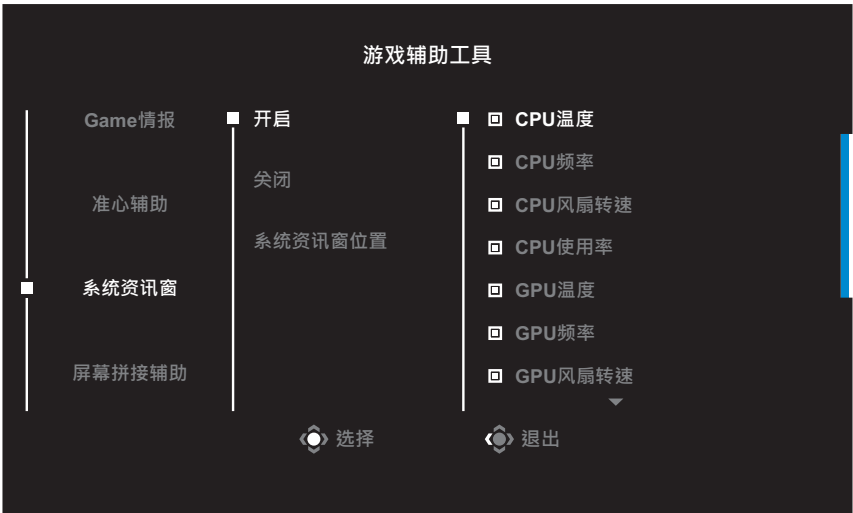 游戏辅助工具
Game情报
准心辅助
系统资讯窗
屏幕拼接辅助
开启
关闭
系统资讯窗位置
CPU温度
CPU频率
CPU风扇转速
CPU使用率
GPU温度
GPU频率
GPU风扇转速
选择
退出